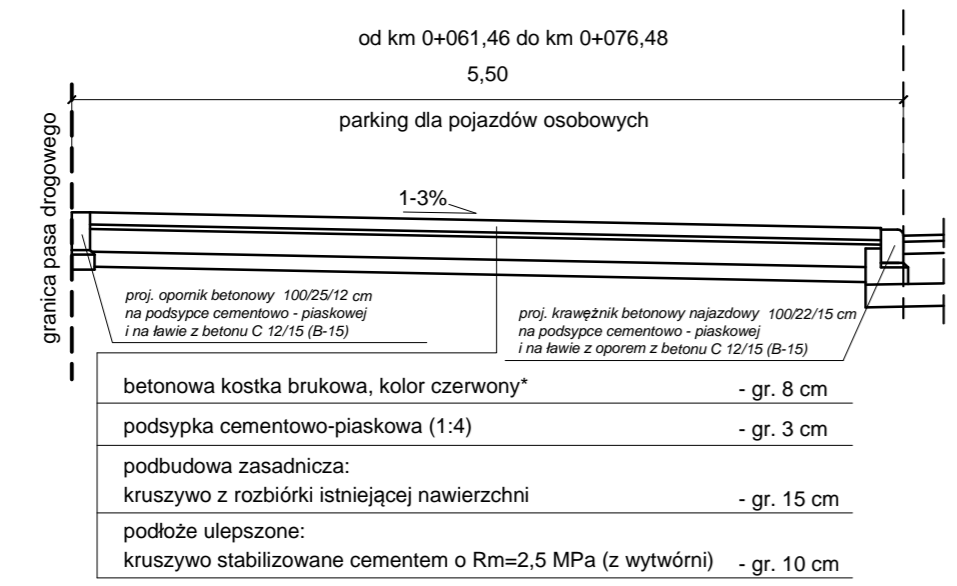 od km 0+061,46 do km 0+076,48
5,50
parking dla pojazdów osobowych
granica pasa drogowego
1-3%
proj. opornik betonowy 100/25/12 cm
na podsypce cementowo - piaskowej
i na ławie z betonu C 12/15 (B-15)
proj. krawężnik betonowy najazdowy 100/22/15 cm
na podsypce cementowo - piaskowej
i na ławie z oporem z betonu C 12/15 (B-15)
betonowa kostka brukowa, kolor czerwony* - gr. 8 cm
podsypka cementowo-piaskowa (1:4) - gr. 3 cm
podbudowa zasadnicza:
kruszywo z rozbiórki istniejącej nawierzchni - gr. 15 cm
podłoże ulepszone:
kruszywo stabilizowane cementem o Rm=2,5 MPa (z wytwórni) - gr. 10 cm